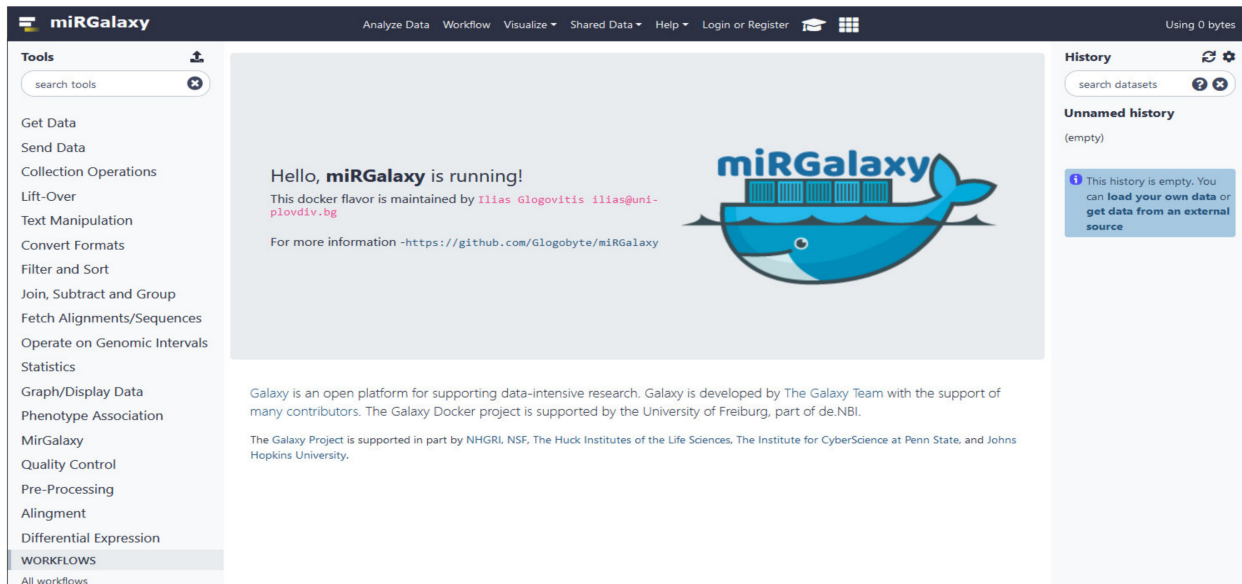 miRGalaxy
Analyze Data Workflow Visualize Shared Data Help Login or Register
Using 0 bytes
Tools
search tools
Get Data
Send Data
Collection Operations
Lift-Over
Text Manipulation
Convert Formats
Filter and Sort
Join, Subtract and Group
Fetch Alignments/Sequences
Operate on Genomic Intervals
Statistics
Graph/Display Data
Phenotype Association
MirGalaxy
Quality Control
Pre-Processing
Alingment
Differential Expression
WORKFLOWS
All workflows
Hello, miRGalaxy is running!
This docker flavor is maintained by Ilias Glogovitis ilias@uni-
plovdiv.bg
For more information -https://github.com/Glogobyte/miRGalaxy
miRGalaxy
Galaxy is an open platform for supporting data-intensive research. Galaxy is developed by The Galaxy Team with the support of
many contributors. The Galaxy Docker project is supported by the University of Freiburg, part of de.NBI.
The Galaxy Project is supported in part by NHGRI, NSF, The Huck Institutes of the Life Sciences, The Institute for CyberScience at Penn State, and Johns
Hopkins University.
History
search datasets
Unnamed history
(empty)
This history is empty. You
can load your own data or
get data from an external
source